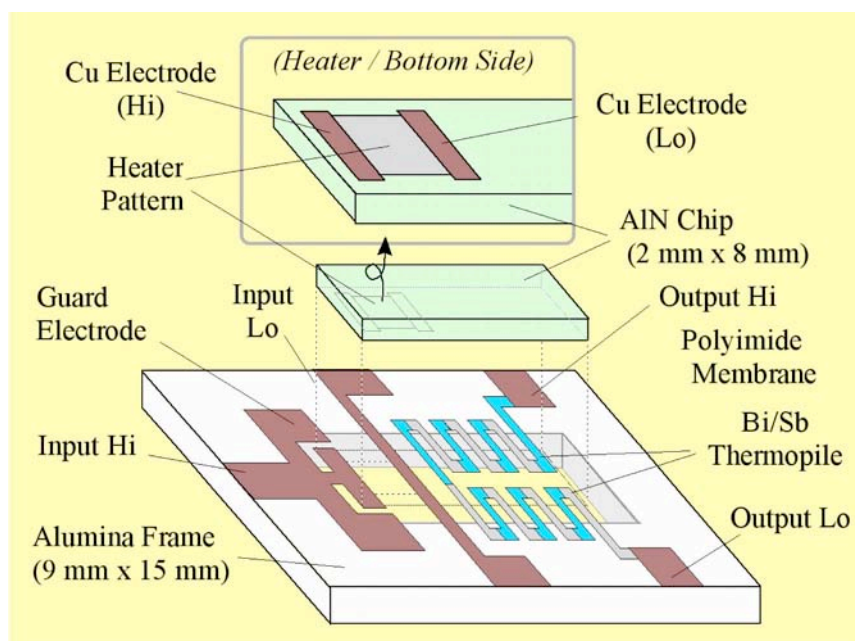 (Heater / Bottom Side)
Cu Electrode
(Hi)
Cu Electrode
(Lo)
Heater
Pattern
AlN Chip
(2 mm x 8 mm)
Guard
Electrode
Input
Lo
Output Hi
Polyimide
Membrane
Input Hi
Bi/Sb
Thermopile
Alumina Frame
(9 mm x 15 mm)
Output Lo